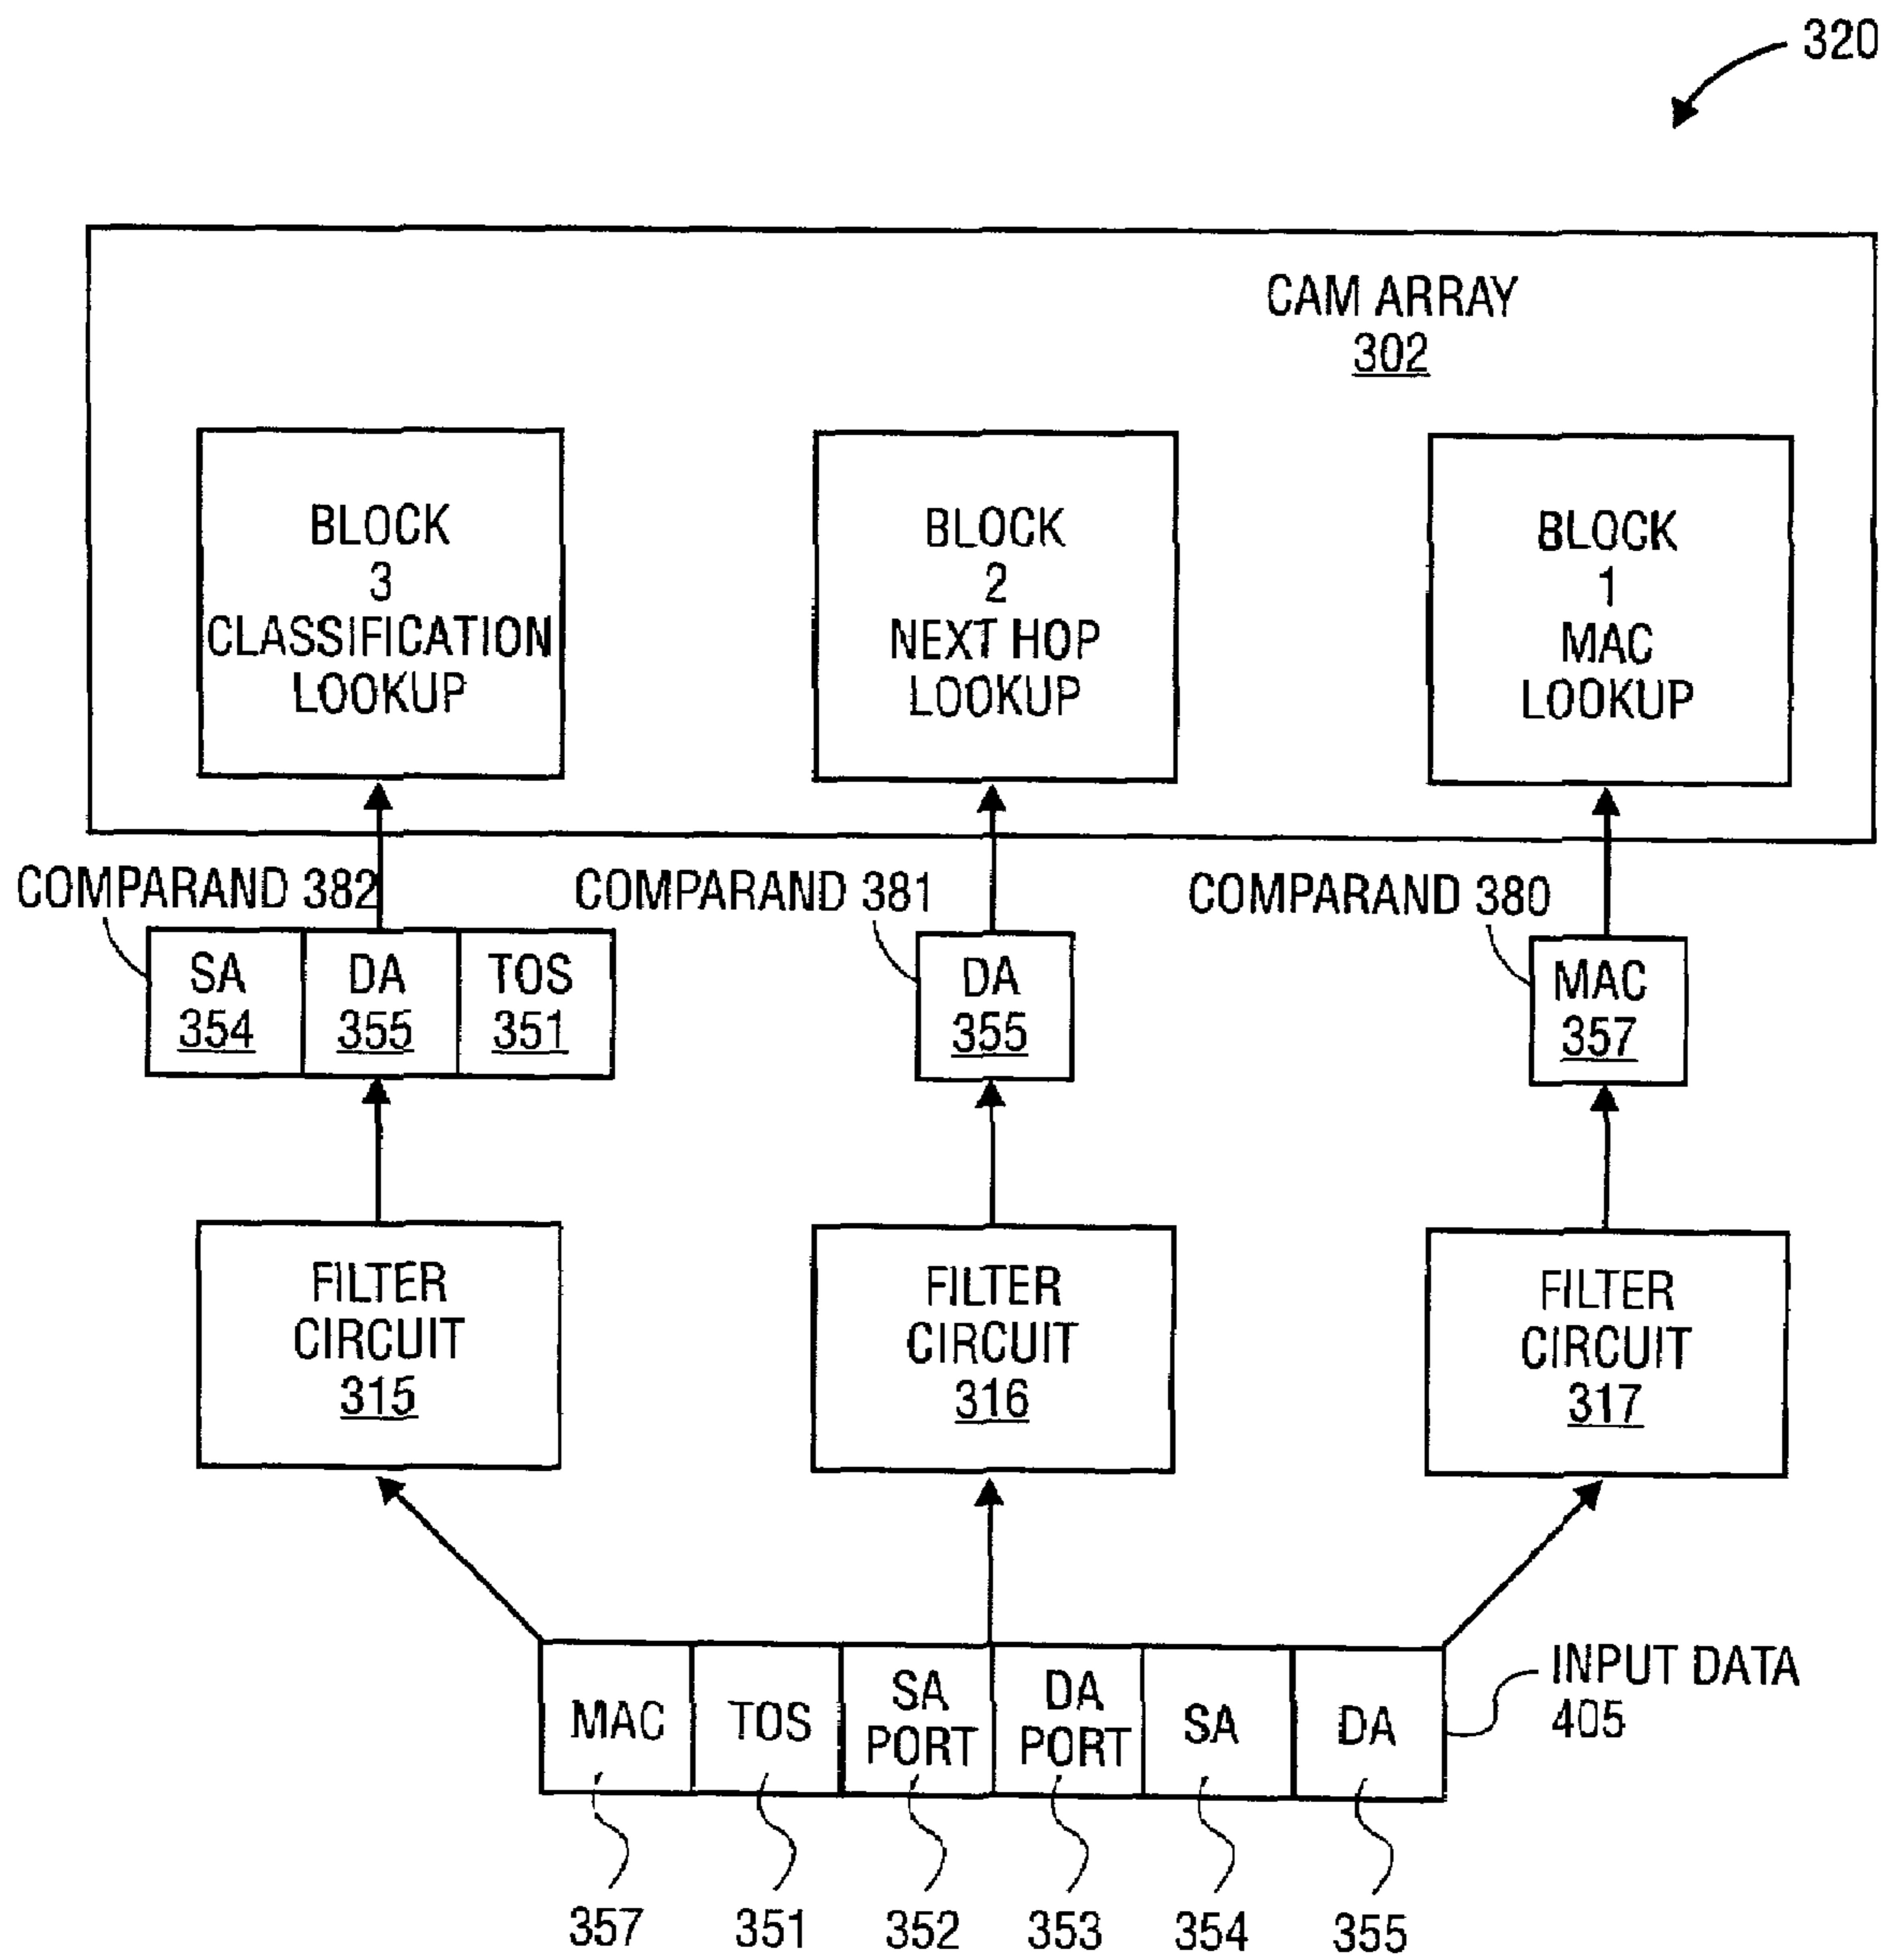 320
CAM ARRAY
302
BLOCK
3
CLASSIFICATION
LOOKUP
BLOCK
2
NEXT HOP
LOOKUP
BLOCK
1
MAC
LOOKUP
COMPARAND 382
COMPARAND 381
COMPARAND 380
SA
354
DA
355
TOS
351
DA
355
MAC
357
FILTER
CIRCUIT
315
FILTER
CIRCUIT
316
FILTER
CIRCUIT
317
MAC
TOS
SA
PORT
DA
PORT
SA
DA
INPUT DATA
405
357
351
352
353
354
355